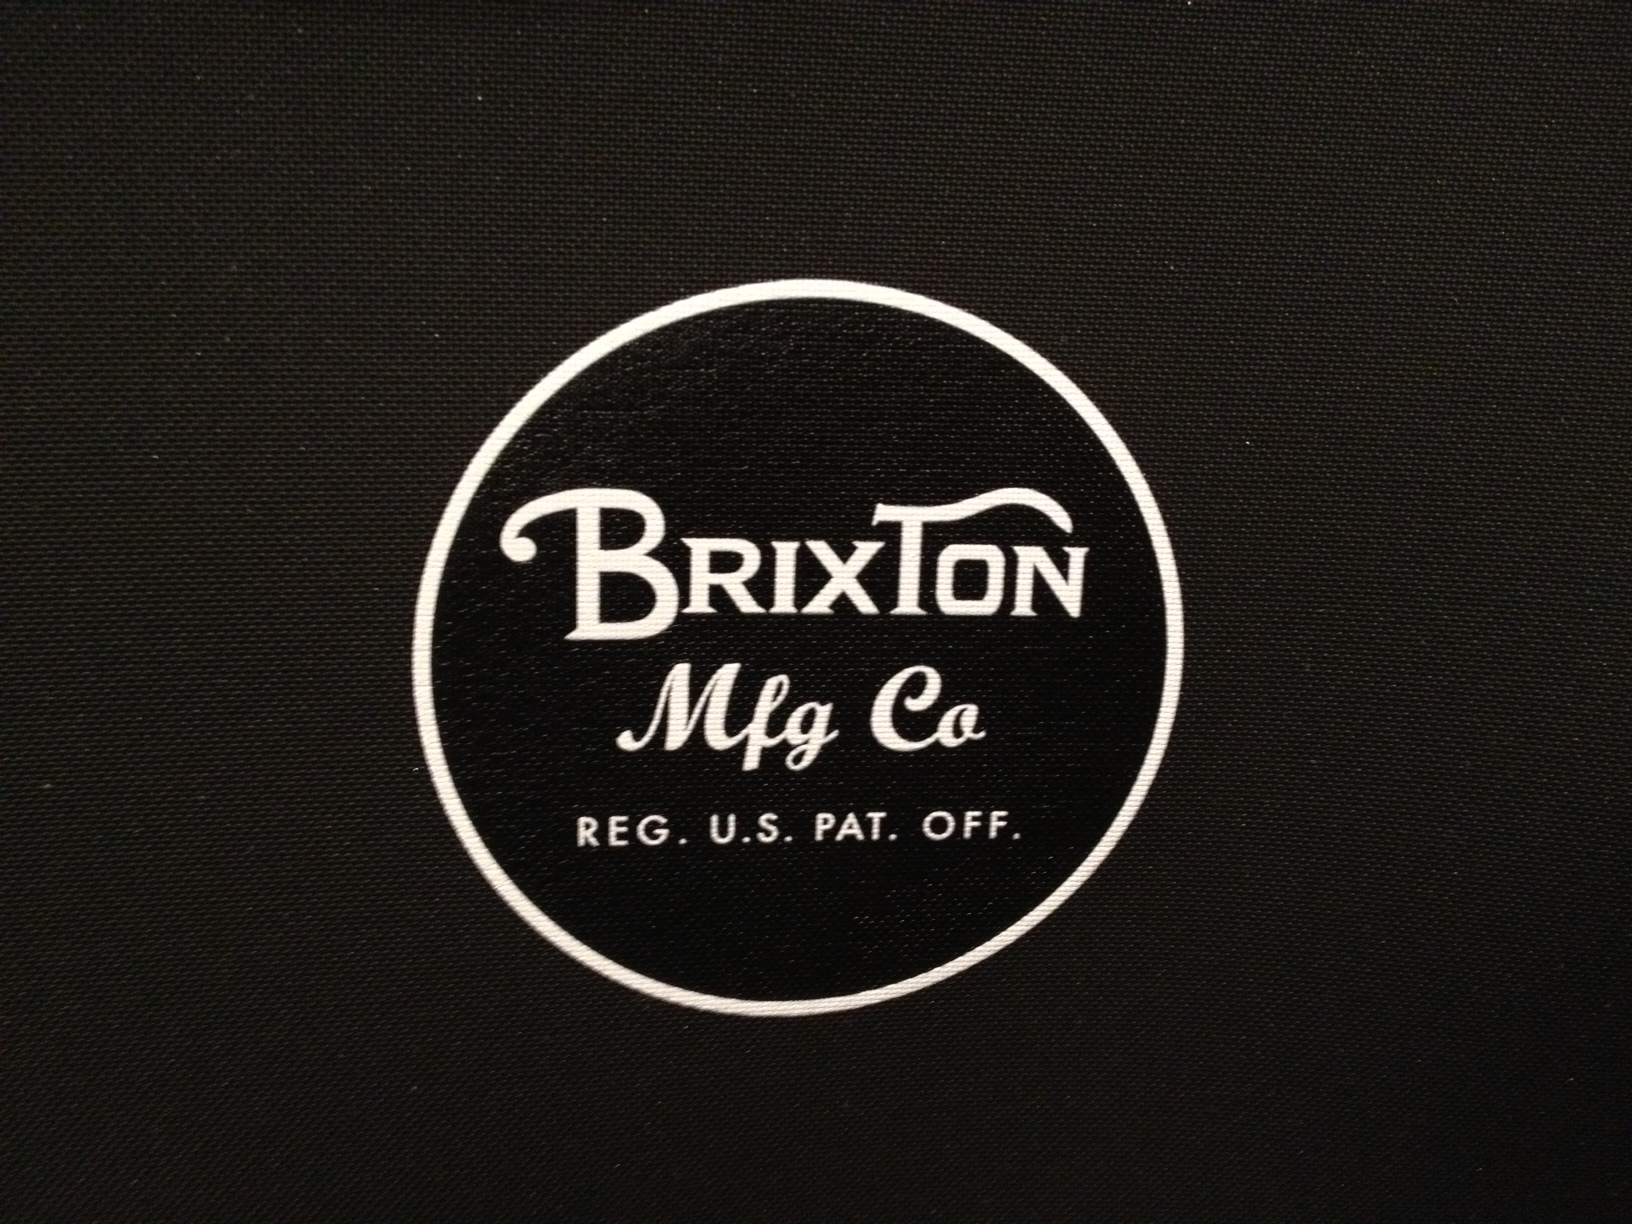 BRIXTON
Mfg Co
REG. U.S. PAT. OFF.